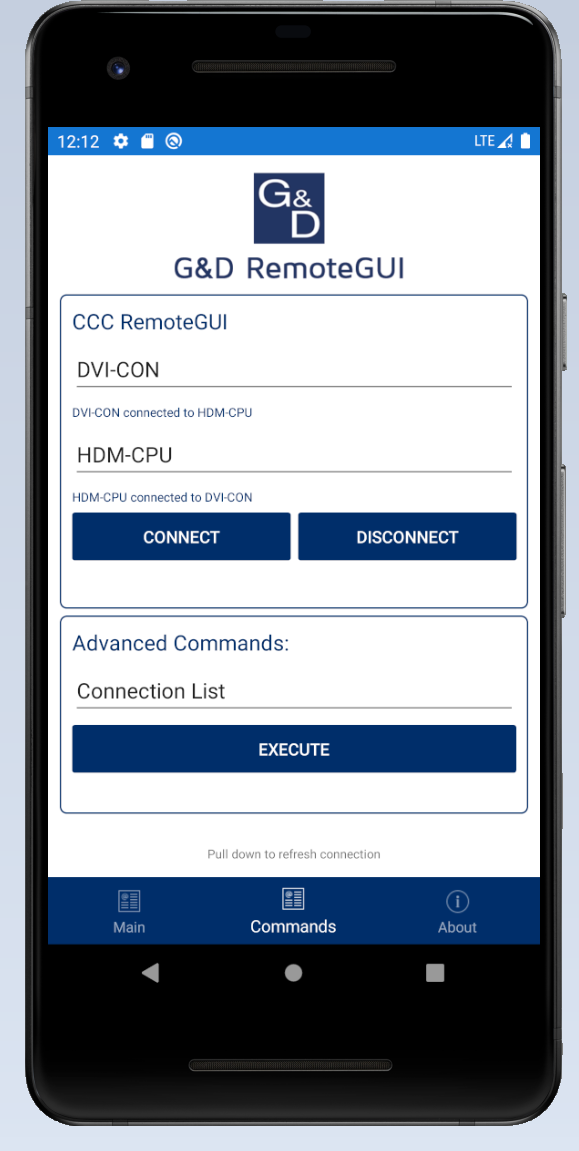 12:12
LTE
G&D
G&D RemoteGUI
CCC RemoteGUI
DVI-CON
DVI-CON connected to HDM-CPU
HDM-CPU
HDM-CPU connected to DVI-CON
CONNECT DISCONNECT
Advanced Commands:
Connection List
EXECUTE
Pull down to refresh connection
Main Commands About